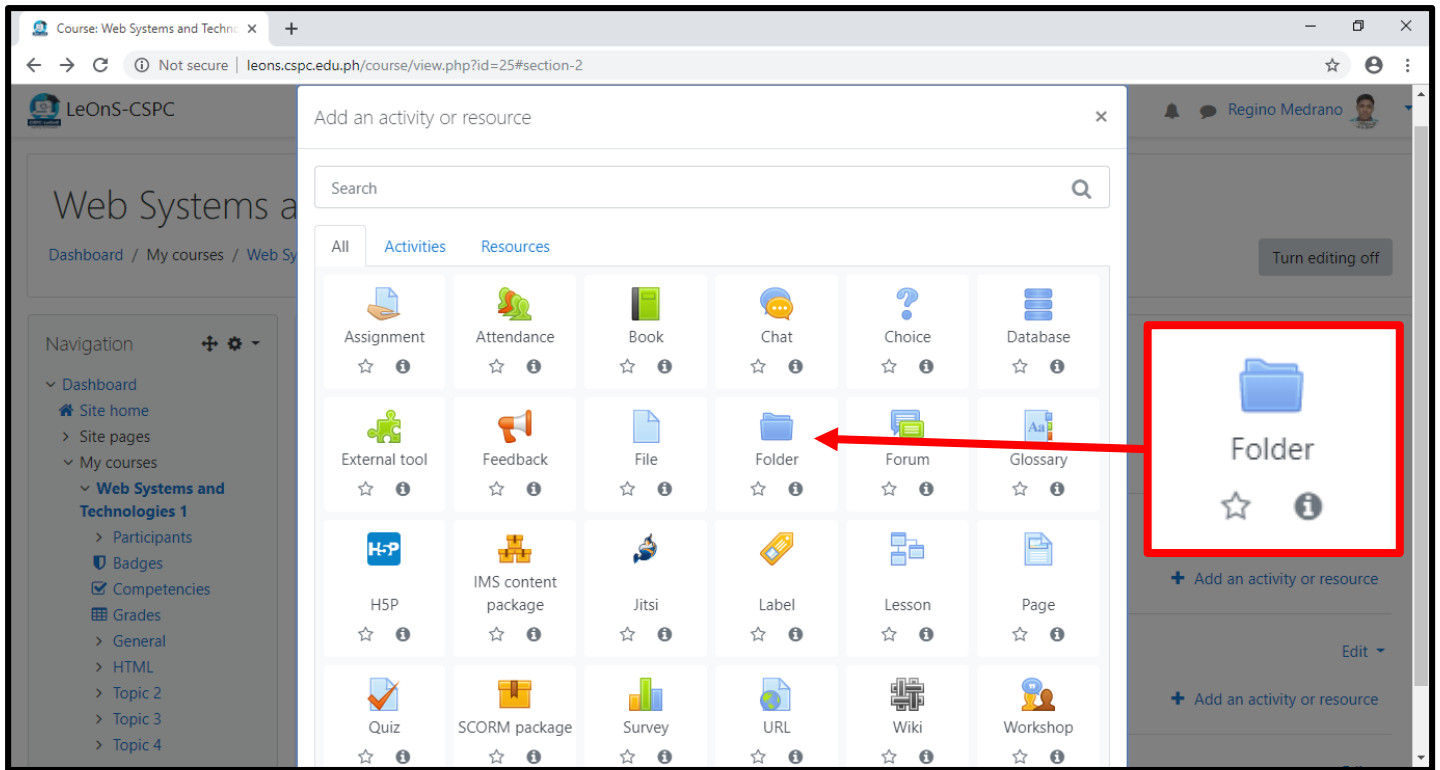 Course: Web Systems and Techno
Not secure | leons.cspc.edu.ph/course/view.php?id=25#section-2
LeOnS-CSPC
Regino Medrano
Web Systems a
Dashboard / My courses / Web Sy
Turn editing off
Navigation
Dashboard
Site home
Site pages
My courses
Web Systems and
Technologies 1
Participants
Badges
Competencies
Grades
General
HTML
Topic 2
Topic 3
Topic 4
Add an activity or resource
Search
All Activities Resources
Assignment Attendance Book Chat Choice Database
External tool Feedback File Folder Forum Glossary
H5P IMS content
package Jitsi Label Lesson Page
Quiz SCORM package Survey URL Wiki Workshop
Folder
Add an activity or resource
Edit
Add an activity or resource